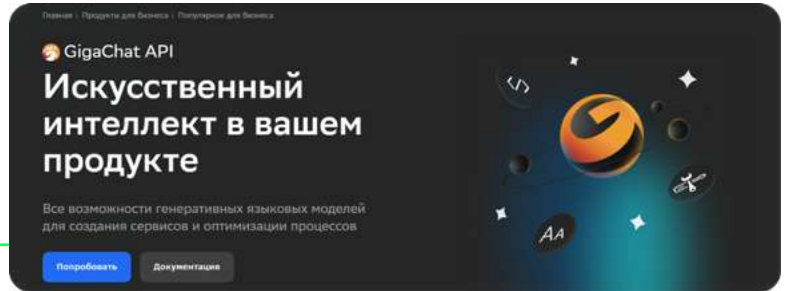 Главная | Продукты для бизнеса | Популярное для бизнеса
GigaChat API
Искусственный
интеллект в вашем
продукте
Все возможности генеративных языковых моделей
для создания сервисов и оптимизации процессов
Попробовать Документация
</>
AA